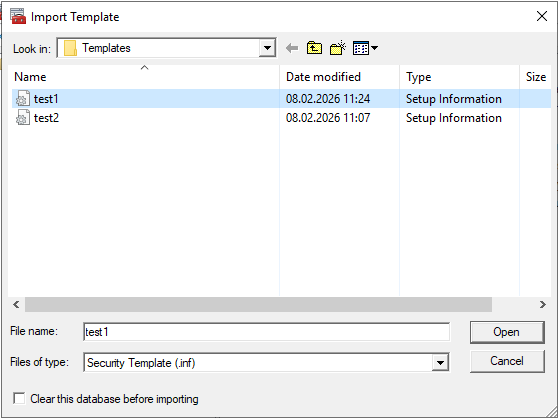 Import Template
Look in: Templates
Name Date modified Type Size
test1 08.02.2026 11:24 Setup Information
test2 08.02.2026 11:07 Setup Information
File name: test1 Open
Files of type: Security Template (.inf) Cancel
Clear this database before importing